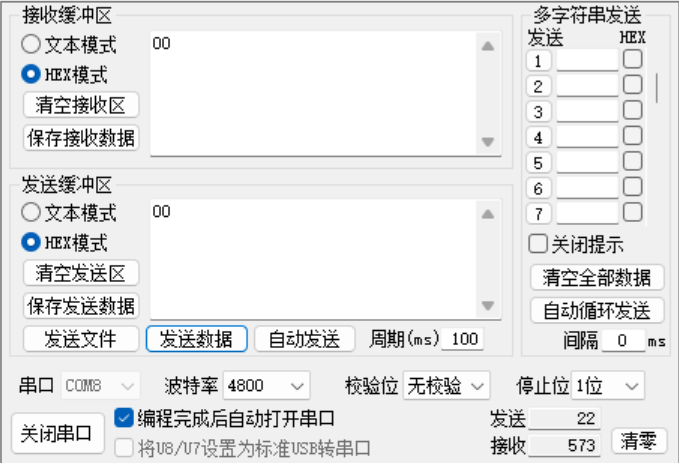 接收缓冲区
文本模式
HEX模式
清空接收区
保存接收数据
00
多字符串发送
发送 HEX
1
2
3
4
5
6
7
关闭提示
清空全部数据
自动循环发送
间隔 0 ms
发送缓冲区
文本模式
HEX模式
清空发送区
保存发送数据
00
发送文件 发送数据 自动发送 周期(ms) 100
串口 COM8 波特率 4800 校验位 无校验 停止位 1位
关闭串口
编程完成后自动打开串口
将U8/U7设置为标准USB转串口
发送 22
接收 573
清零